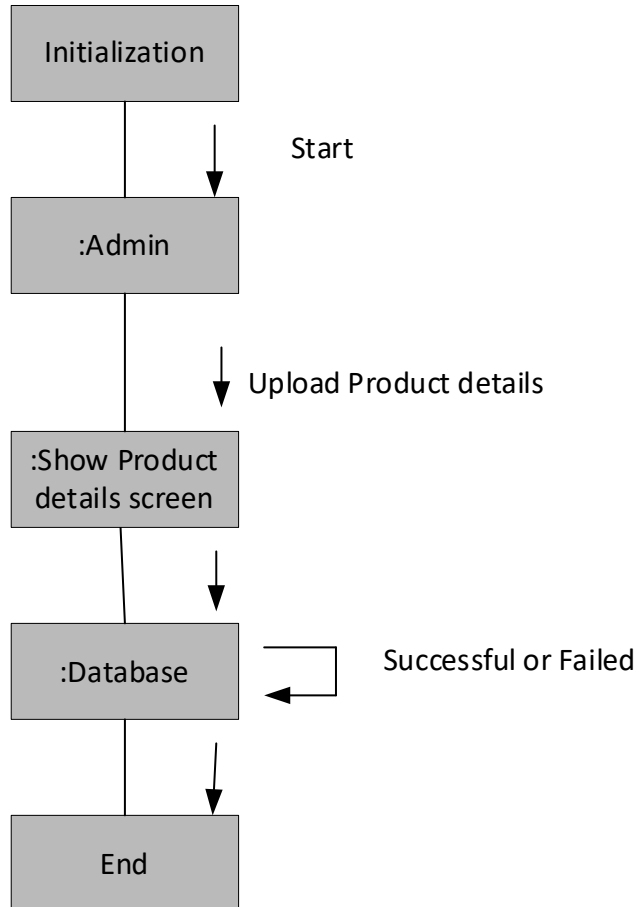 Initialization
Start
:Admin
Upload Product details
:Show Product
details screen
:Database
Successful or Failed
End